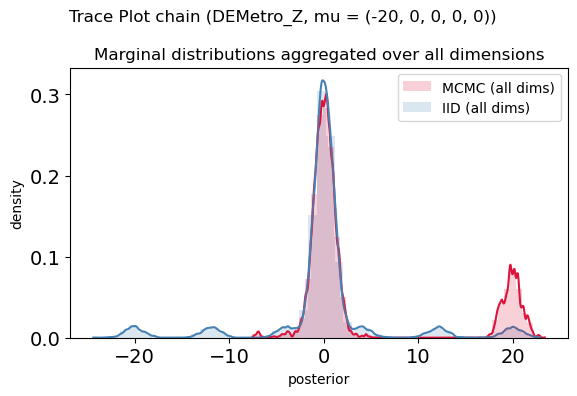 Trace Plot chain (DEMetro_Z, mu = (-20, 0, 0, 0, 0))
Marginal distributions aggregated over all dimensions
MCMC (all dims)
IID (all dims)
density
0.3
0.2
0.1
0.0
−20
−10
0
10
20
posterior